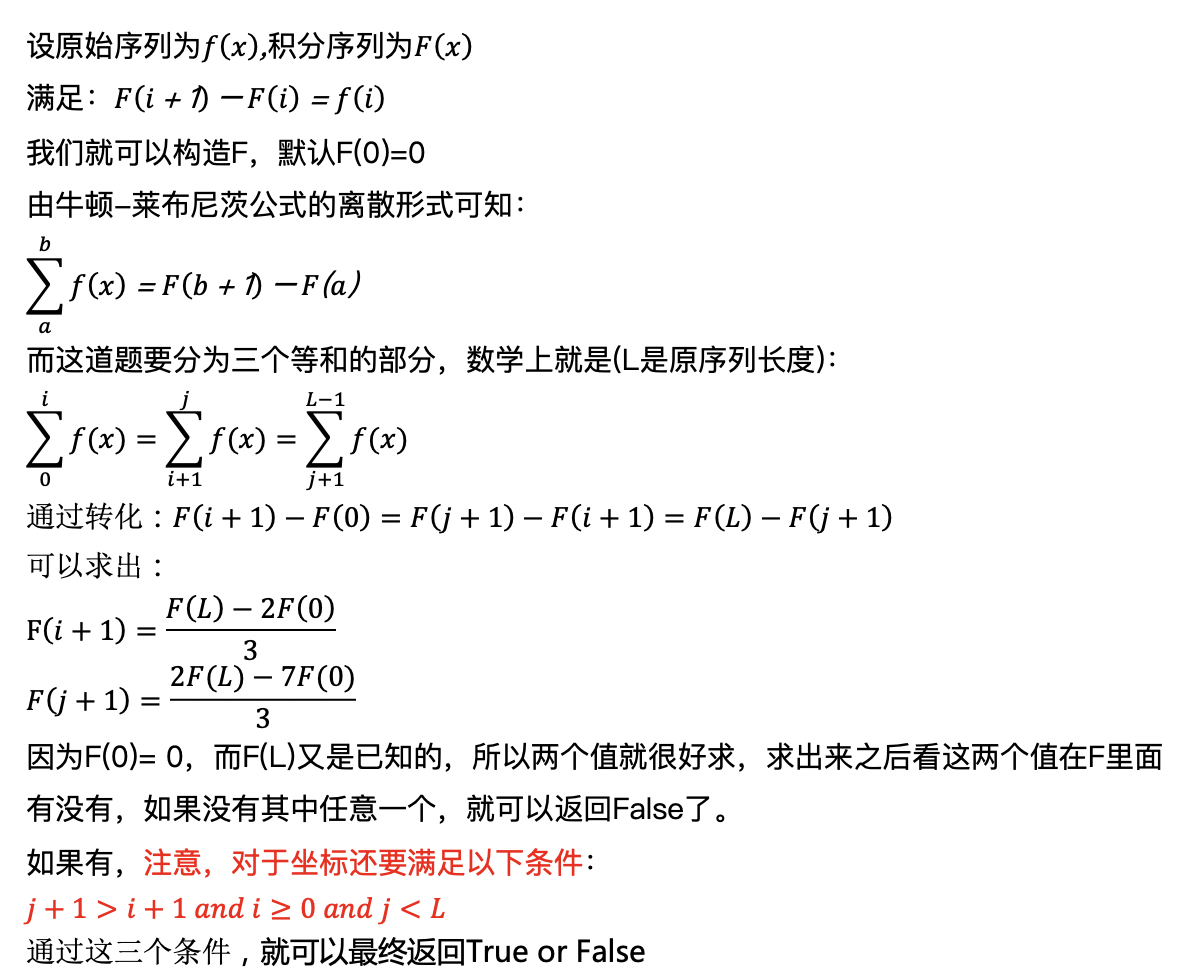 设原始序列为f(x),积分序列为F(x)
满足：F(i + 1) －F(i) = f(i)
我们就可以构造F，默认F(0)=0
由牛顿–莱布尼茨公式的离散形式可知：
b
∑ f(x) = F(b + 1) －F(a)
a
而这道题要分为三个等和的部分，数学上就是(L是原序列长度)：
i j L−1
∑ f(x) = ∑ f(x) = ∑ f(x)
0 i+1 j+1
通过转化：F(i + 1) − F(0) = F(j + 1) − F(i + 1) = F(L) − F(j + 1)
可以求出：
F(L) − 2F(0)
F(i + 1) =
3
2F(L) − 7F(0)
F(j + 1) =
3
因为F(0)= 0，而F(L)又是已知的，所以两个值就很好求，求出来之后看这两个值在F里面
有没有，如果没有其中任意一个，就可以返回False了。
如果有，注意，对于坐标还要满足以下条件：
j + 1 > i + 1 and i ≥ 0 and j < L
通过这三个条件，就可以最终返回True or False